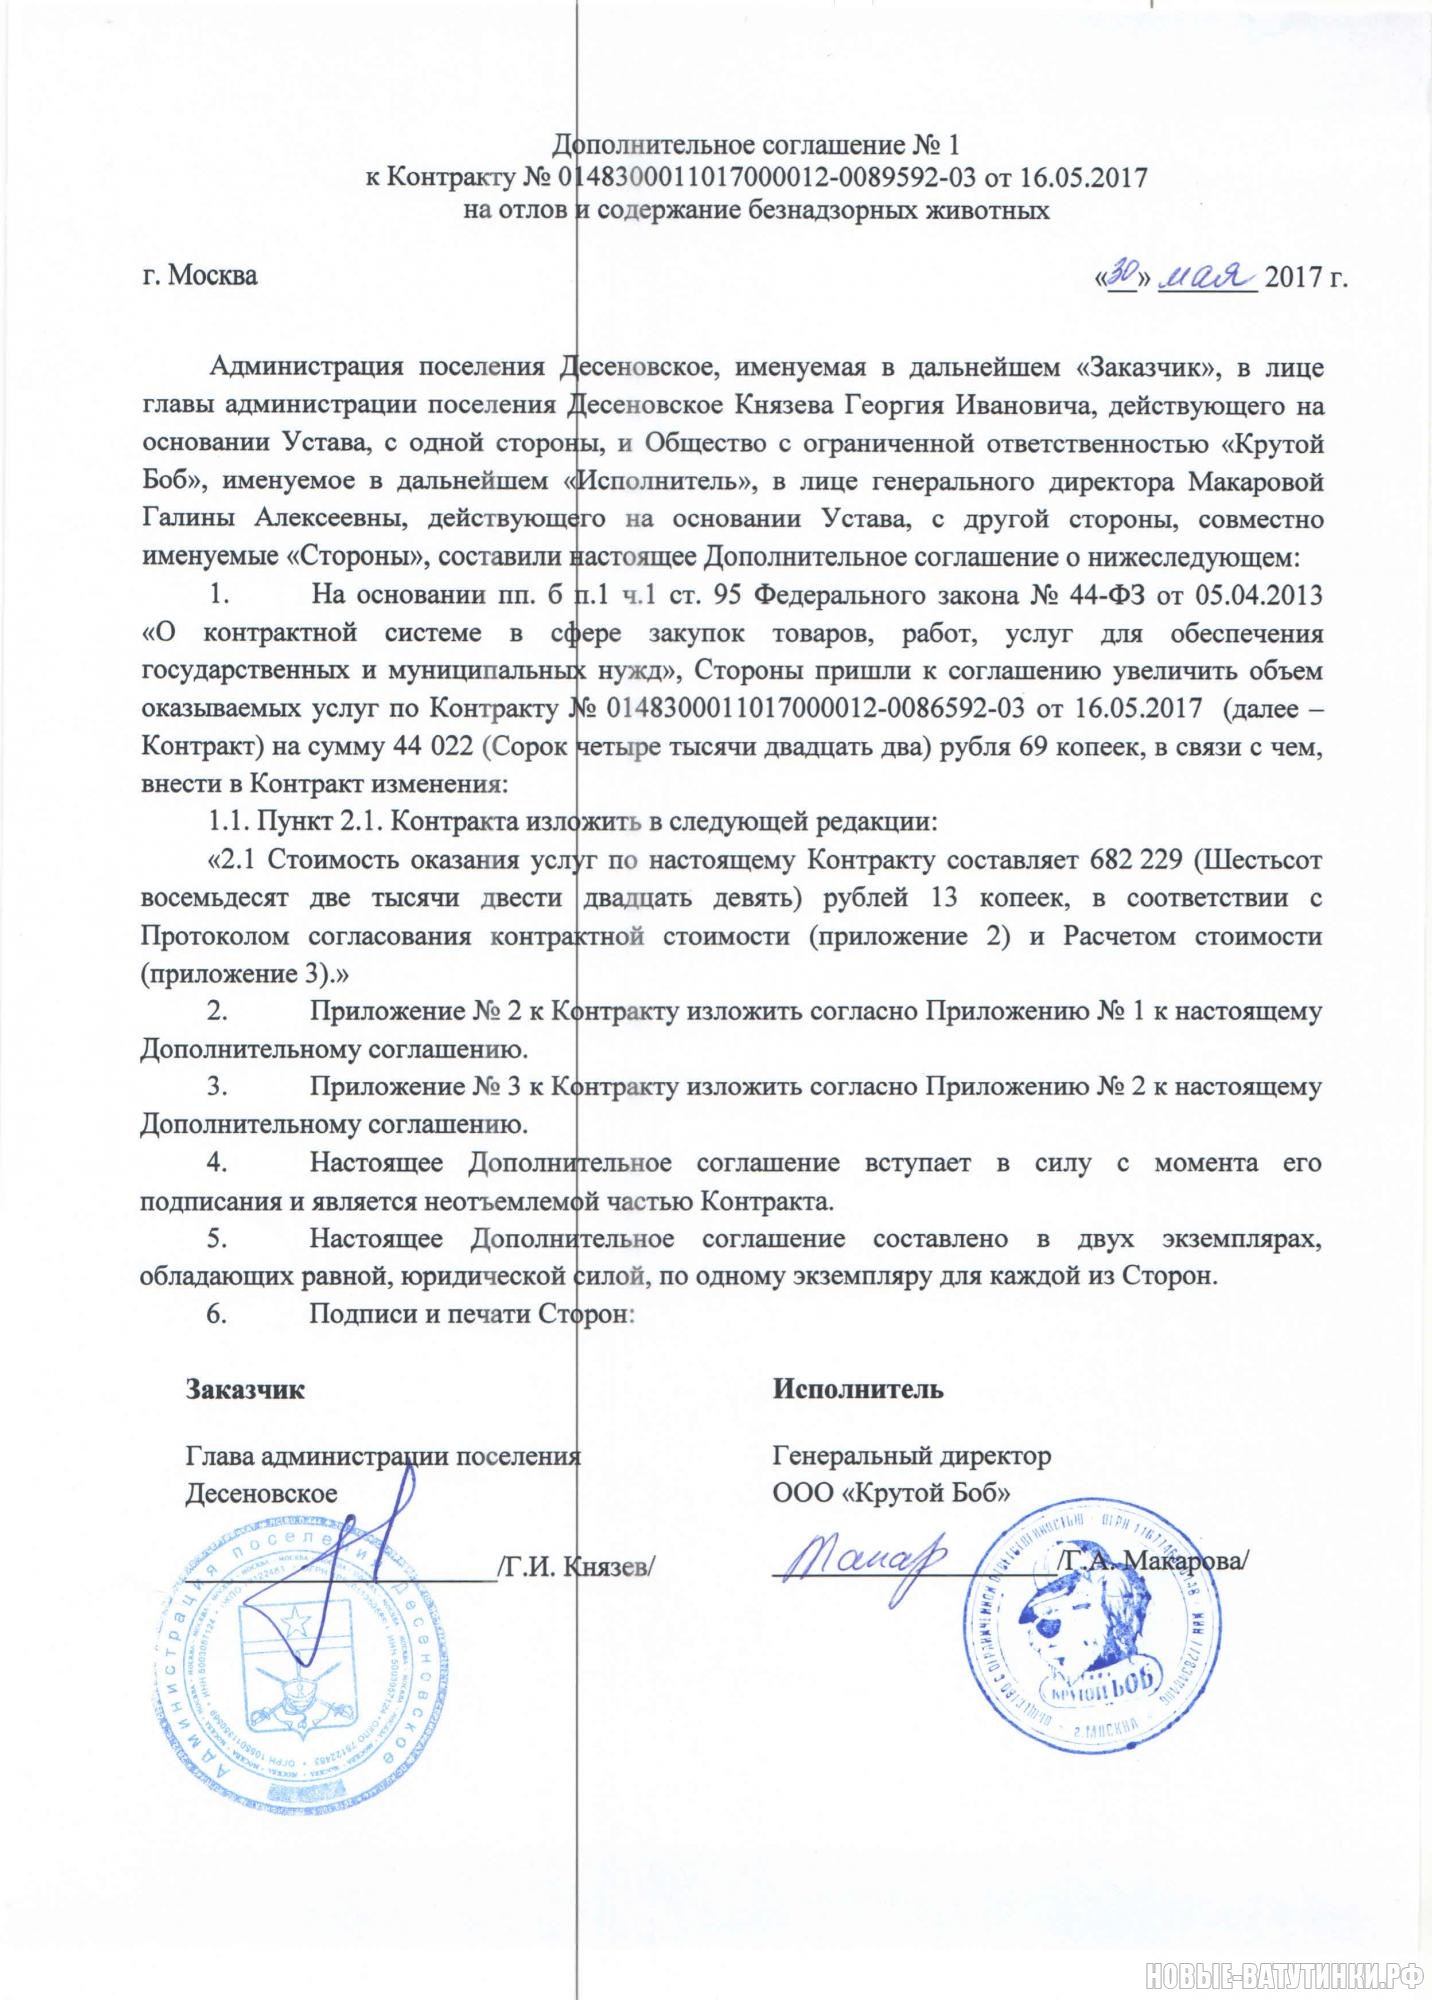 Дополнительное соглашение № 1
к Контракту № 0148300011017000012-0089592-03 от 16.05.2017
на отлов и содержание безнадзорных животных
г. Москва «30» мая 2017 г.
Администрация поселения Десеновское, именуемая в дальнейшем «Заказчик», в лице
главы администрации поселения Десеновское Князева Георгия Ивановича, действующего на
основании Устава, с одной стороны, и Общество с ограниченной ответственностью «Крутой
Боб», именуемое в дальнейшем «Исполнитель», в лице генерального директора Макаровой
Галины Алексеевны, действующего на основании Устава, с другой стороны, совместно
именуемые «Стороны», составили настоящее Дополнительное соглашение о нижеследующем:
1. На основании пп. б п.1 ч.1 ст. 95 Федерального закона № 44-ФЗ от 05.04.2013
«О контрактной системе в сфере закупок товаров, работ, услуг для обеспечения
государственных и муниципальных нужд», Стороны пришли к соглашению увеличить объем
оказываемых услуг по Контракту № 0148300011017000012-0086592-03 от 16.05.2017 (далее –
Контракт) на сумму 44 022 (Сорок четыре тысячи двадцать два) рубля 69 копеек, в связи с чем,
внести в Контракт изменения:
1.1. Пункт 2.1. Контракта изложить в следующей редакции:
«2.1 Стоимость оказания услуг по настоящему Контракту составляет 682 229 (Шестьсот
восемьдесят две тысячи двести двадцать девять) рублей 13 копеек, в соответствии с
Протоколом согласования контрактной стоимости (приложение 2) и Расчетом стоимости
(приложение 3).»
2. Приложение № 2 к Контракту изложить согласно Приложению № 1 к настоящему
Дополнительному соглашению.
3. Приложение № 3 к Контракту изложить согласно Приложению № 2 к настоящему
Дополнительному соглашению.
4. Настоящее Дополнительное соглашение вступает в силу с момента его
подписания и является неотъемлемой частью Контракта.
5. Настоящее Дополнительное соглашение составлено в двух экземплярах,
обладающих равной, юридической силой, по одному экземпляру для каждой из Сторон.
6. Подписи и печати Сторон:
Заказчик Исполнитель
Глава администрации поселения Генеральный директор
Десеновское ООО «Крутой Боб»
/Г.И. Князев/ /Г.А. Макарова/
Администрация поселения Десеновское
КРУТОЙ БОБ
г.МОСКВА
НОВЫЕ-ВАТУТИНКИ.РФ